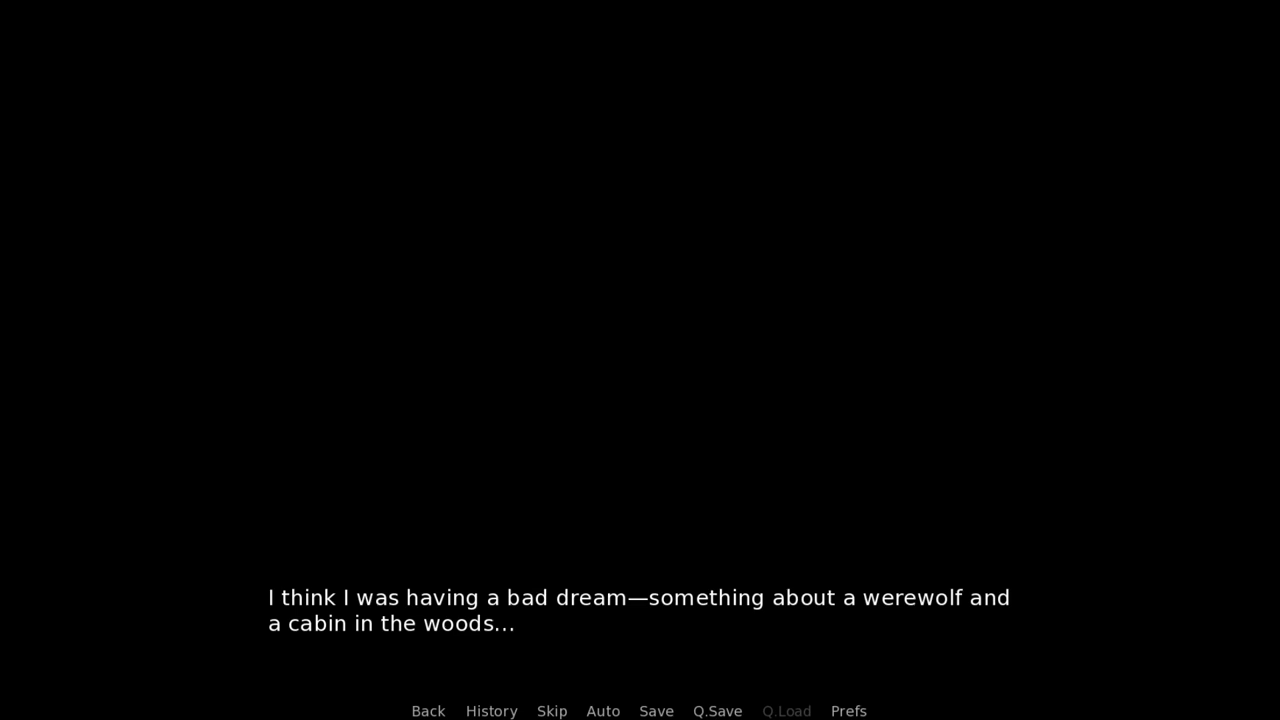 I think I was having a bad dream—something about a werewolf and
a cabin in the woods...
Back History Skip Auto Save Q.Save Q.Load Prefs